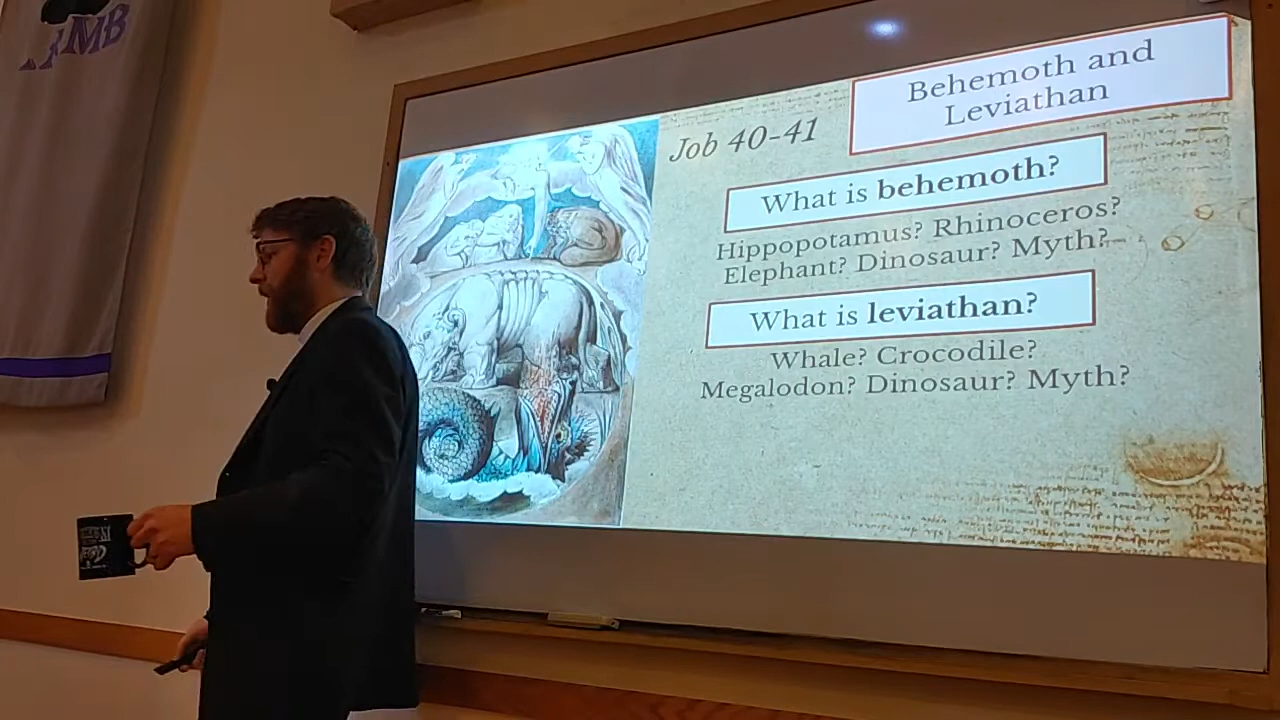 MB
Behemoth and
Leviathan
Job 40-41
What is behemoth?
Hippopotamus? Rhinoceros?
Elephant? Dinosaur? Myth?
What is leviathan?
Whale? Crocodile?
Megalodon? Dinosaur? Myth?